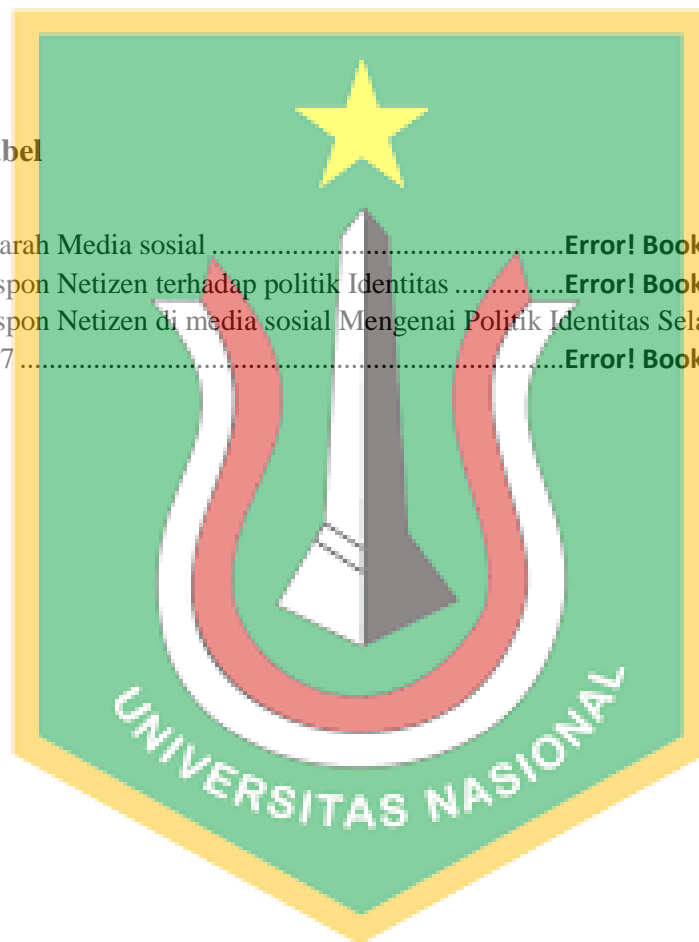 bel
arah Media sosial ............................................Error! Book
spon Netizen terhadap politik Identitas .............Error! Book
spon Netizen di media sosial Mengenai Politik Identitas Sela
7 ....................................................................Error! Book
UNIVERSITAS NASIONAL